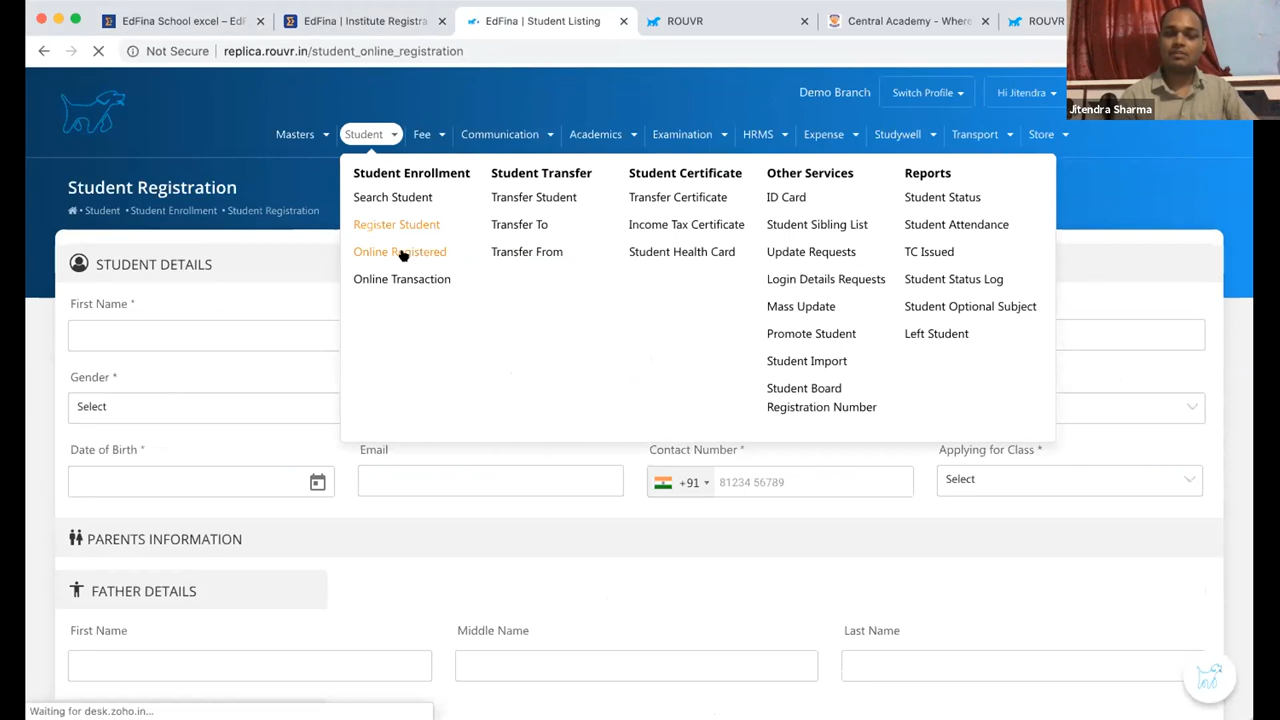 EdFina School excel – Edf
EdFina | Institute Registra
EdFina | Student Listing
ROUVR
Central Academy - Where
ROUVR
Not Secure
replica.rouvr.in/student_online_registration
Jitendra Sharma
Demo Branch
Switch Profile
Hi Jitendra
Masters
Student
Fee
Communication
Academics
Examination
HRMS
Expense
Studywell
Transport
Store
Student Registration
Student
Student Enrollment
Student Registration
Student Enrollment
Search Student
Register Student
Online Registered
Online Transaction
Student Transfer
Transfer Student
Transfer To
Transfer From
Student Certificate
Transfer Certificate
Income Tax Certificate
Student Health Card
Other Services
ID Card
Student Sibling List
Update Requests
Login Details Requests
Mass Update
Promote Student
Student Import
Student Board
Registration Number
Reports
Student Status
Student Attendance
TC Issued
Student Status Log
Student Optional Subject
Left Student
STUDENT DETAILS
First Name *
Gender *
Select
Date of Birth *
Email
Contact Number *
+91
81234 56789
Applying for Class *
Select
PARENTS INFORMATION
FATHER DETAILS
First Name
Middle Name
Last Name
Waiting for desk.zoho.in...